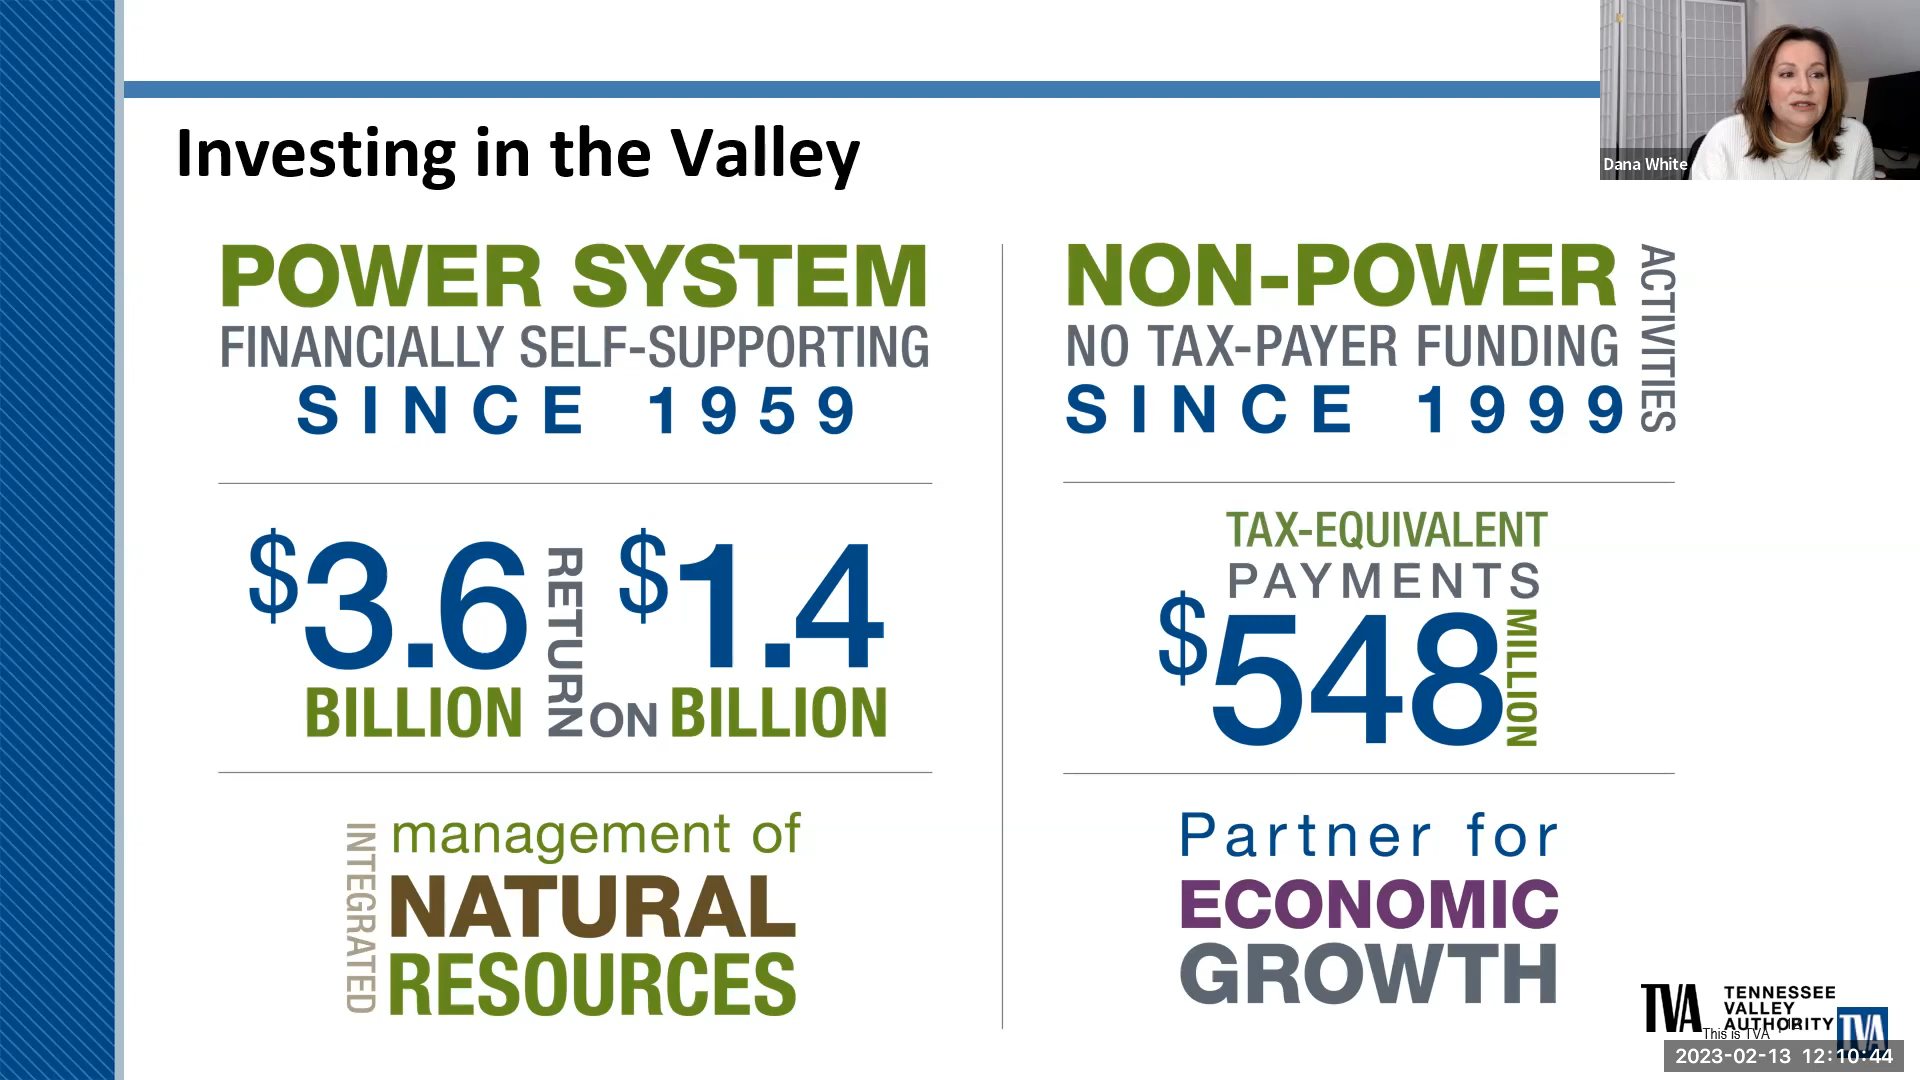 Dana White
Investing in the Valley
POWER SYSTEM
FINANCIALLY SELF-SUPPORTING
SINCE 1959
NON-POWER
NO TAX-PAYER FUNDING
SINCE 1999
ACTIVITIES
$3.6
BILLION
RETURN
ON
$1.4
BILLION
TAX-EQUIVALENT
PAYMENTS
$548
MILLION
INTEGRATED
management of
NATURAL
RESOURCES
Partner for
ECONOMIC
GROWTH
TVA
TENNESSEE
VALLEY
AUTHORITY
This is TVA
TVA
2023-02-13 12:10:44